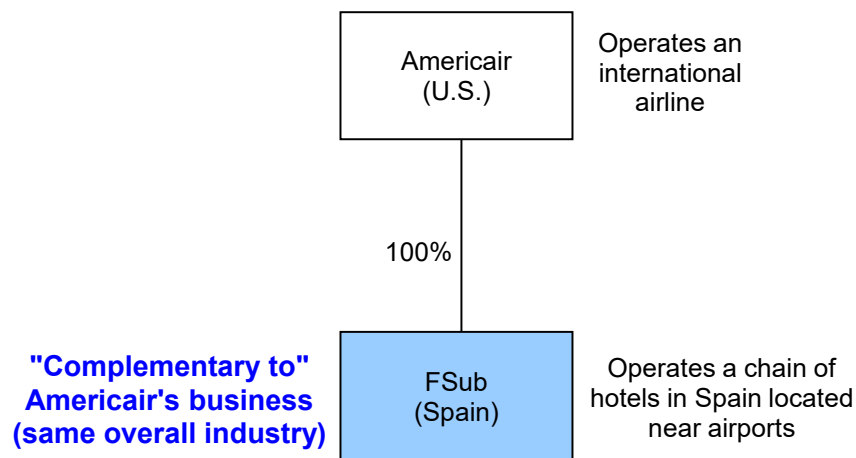 Americair
(U.S.)
Operates an
international
airline
100%
"Complementary to"
Americair's business
(same overall industry)
FSub
(Spain)
Operates a chain of
hotels in Spain located
near airports